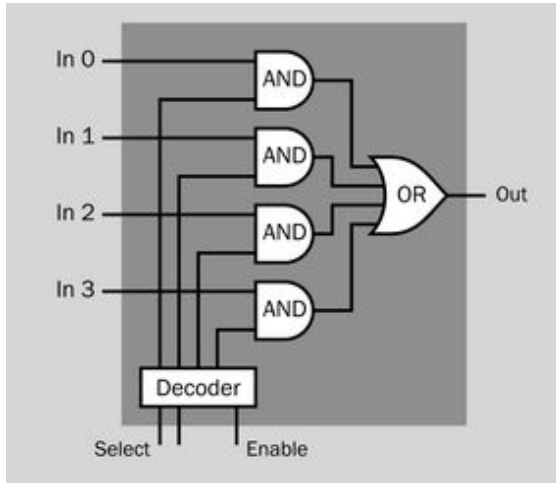 In 0
AND
In 1
AND
In 2
AND
OR
Out
In 3
AND
Decoder
Select
Enable